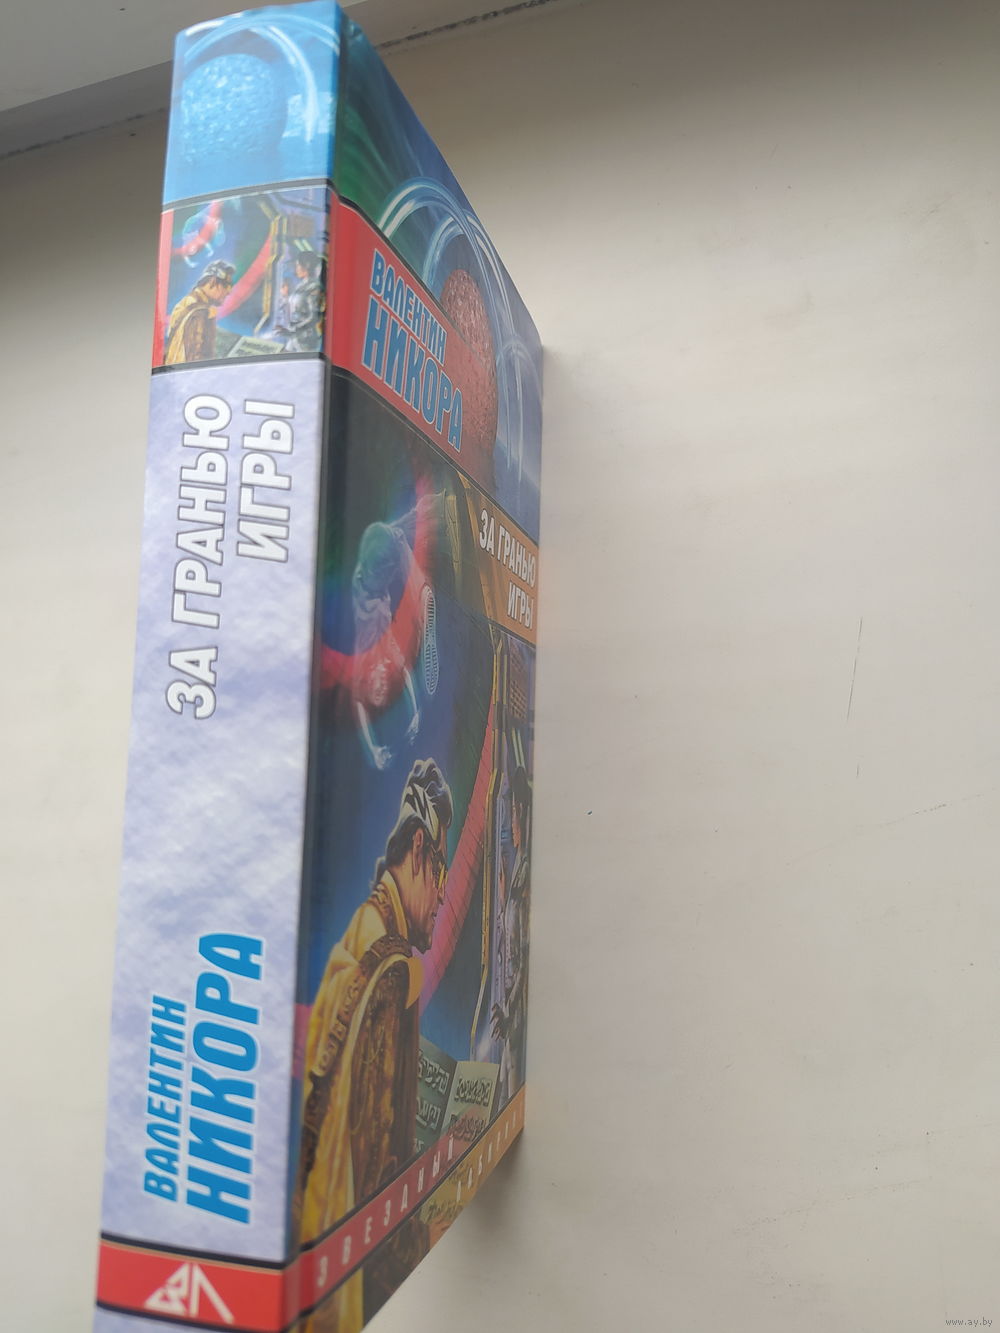 ЗА ГРАНЬЮ
ИГРЫ
ВАЛЕНТИН
НИКОРА
ВАЛЕНТИН
НИКОРА
ЗА ГРАНЬЮ
ИГРЫ
ЗВЕЗДНЫЙ
www.ay.by